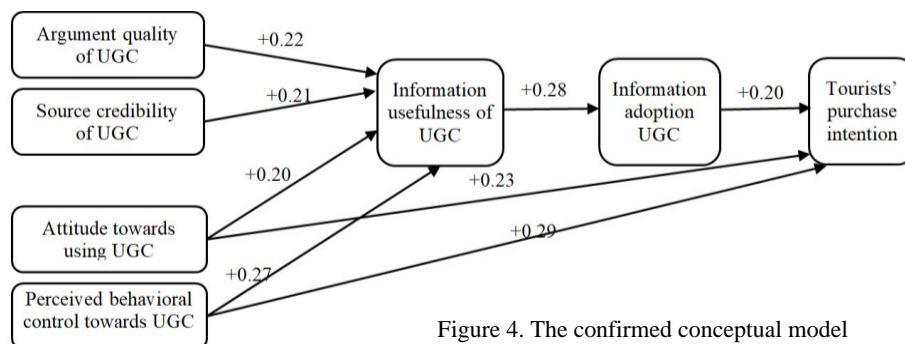 Argument quality
of UGC
+0.22
Source credibility
of UGC
+0.21
Information
usefulness of
UGC
+0.28
Information
adoption
UGC
+0.20
Tourists'
purchase
intention
+0.20
+0.23
Attitude towards
using UGC
+0.27
+0.29
Perceived behavioral
control towards UGC
Figure 4. The confirmed conceptual model